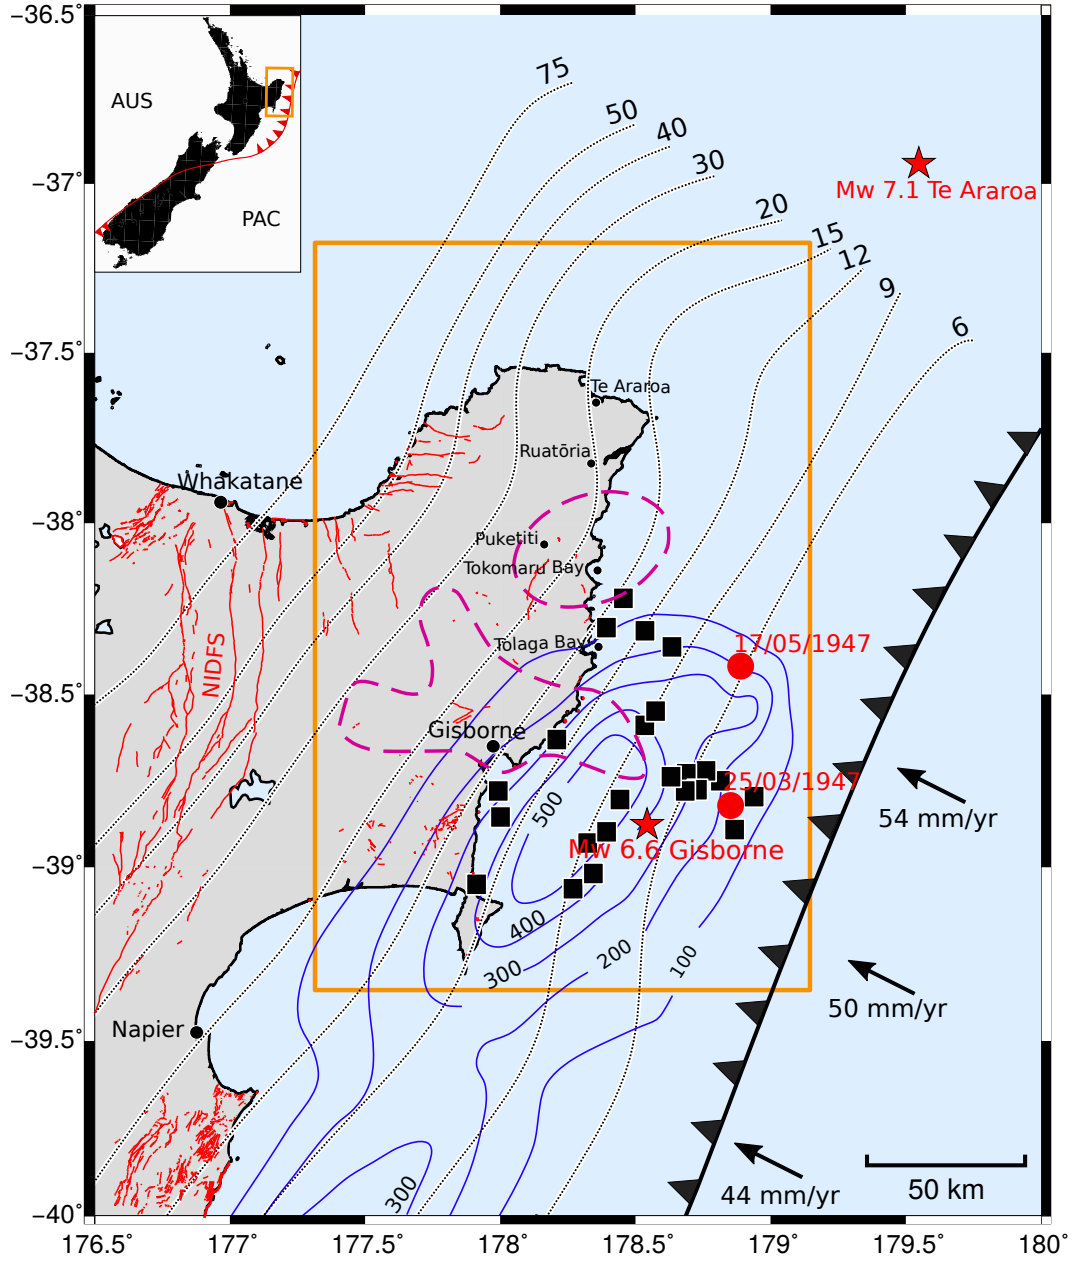 −36.5°
−37°
−37.5°
−38°
−38.5°
−39°
−39.5°
−40°
AUS
PAC
75
50
40
30
20
15
12
9
6
Mw 7.1 Te Araroa
Te Araroa
Ruatōria
Whakatane
Puketiti
Tokomaru Bay
Tolaga Bay
17/05/1947
NIDFS
Gisborne
25/03/1947
500
54 mm/yr
Mw 6.6 Gisborne
400
300
200
100
50 mm/yr
Napier
300
44 mm/yr
50 km
176.5° 177° 177.5° 178° 178.5° 179° 179.5° 180°